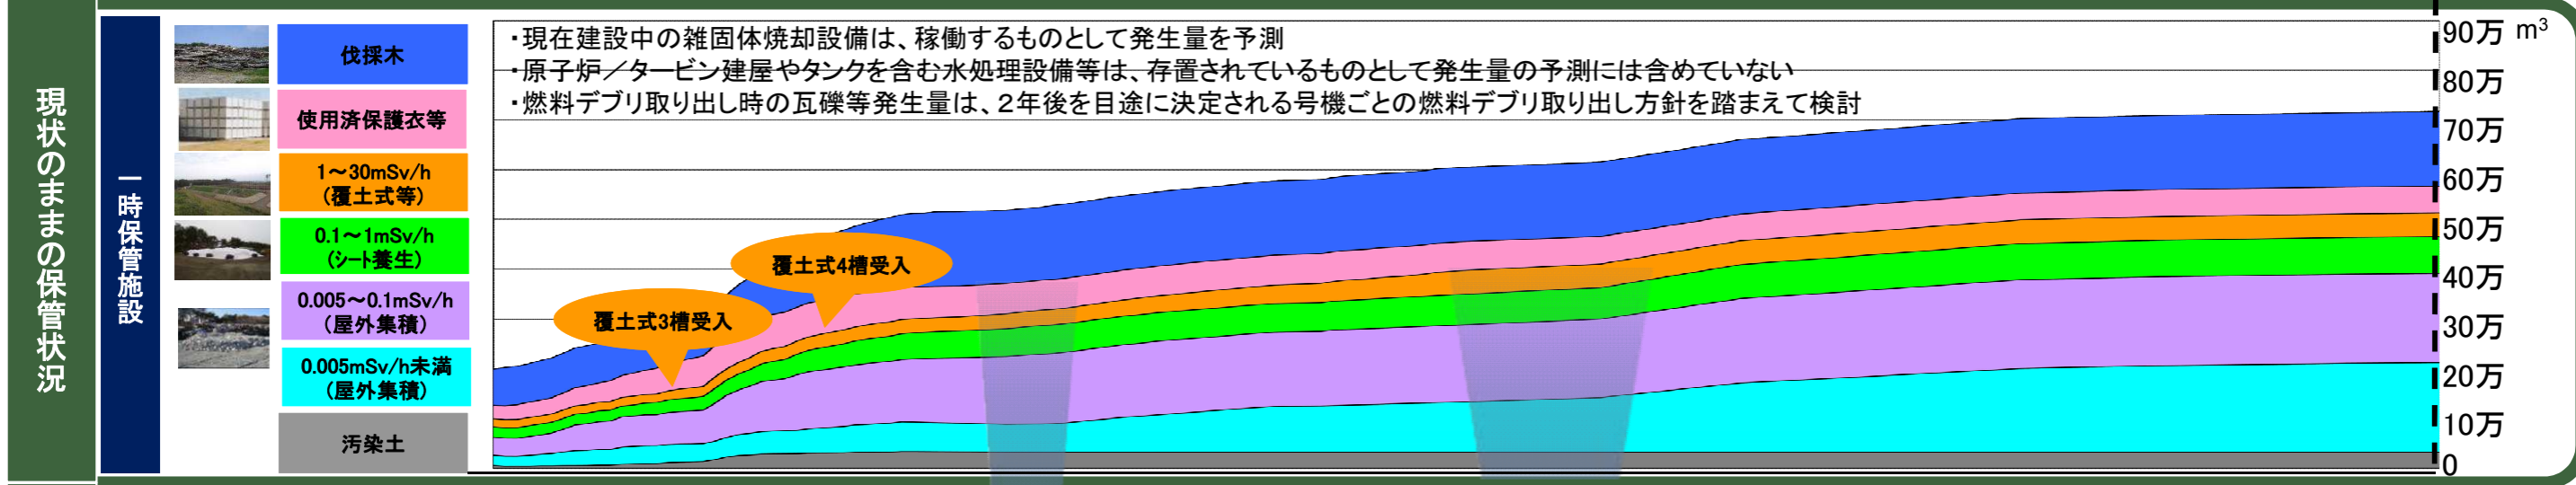 現状のままの保管状況
一時保管施設
伐採木
使用済保護衣等
1～30mSv/h
(覆土式等)
0.1～1mSv/h
(シート養生)
0.005～0.1mSv/h
(屋外集積)
0.005mSv/h未満
(屋外集積)
汚染土
・現在建設中の雑固体焼却設備は、稼働するものとして発生量を予測
・原子炉／タービン建屋やタンクを含む水処理設備等は、存置されているものとして発生量の予測には含めていない
・燃料デブリ取り出し時の瓦礫等発生量は、２年後を目途に決定される号機ごとの燃料デブリ取り出し方針を踏まえて検討
覆土式4槽受入
覆土式3槽受入
90万 m³
80万
70万
60万
50万
40万
30万
20万
10万
0